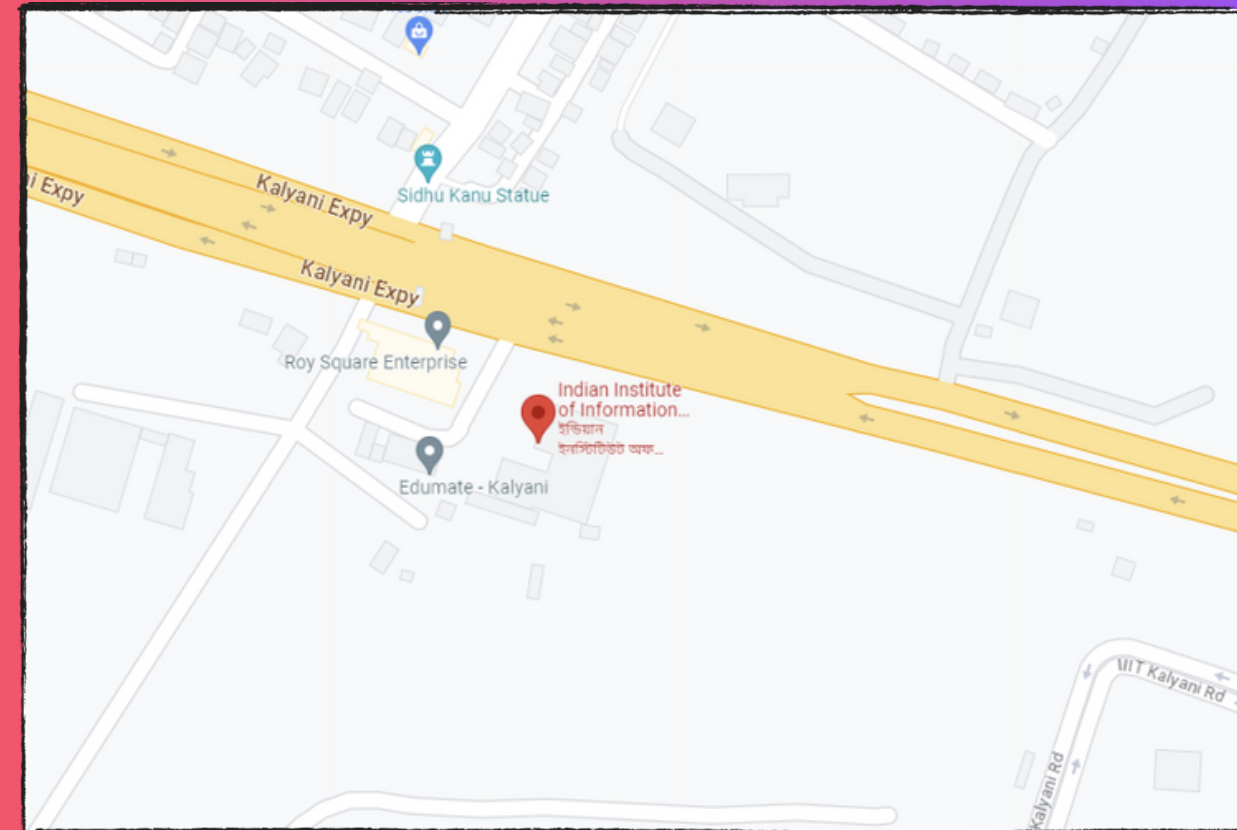 Kalyani Expy
i Expy
Sidhu Kanu Statue
Kalyani Expy
Roy Square Enterprise
Indian Institute
of Information...
ইন্ডিয়ান
ইনস্টিটিউট অফ...
Edumate - Kalyani
IIIT Kalyani Rd
Kalyani Rd